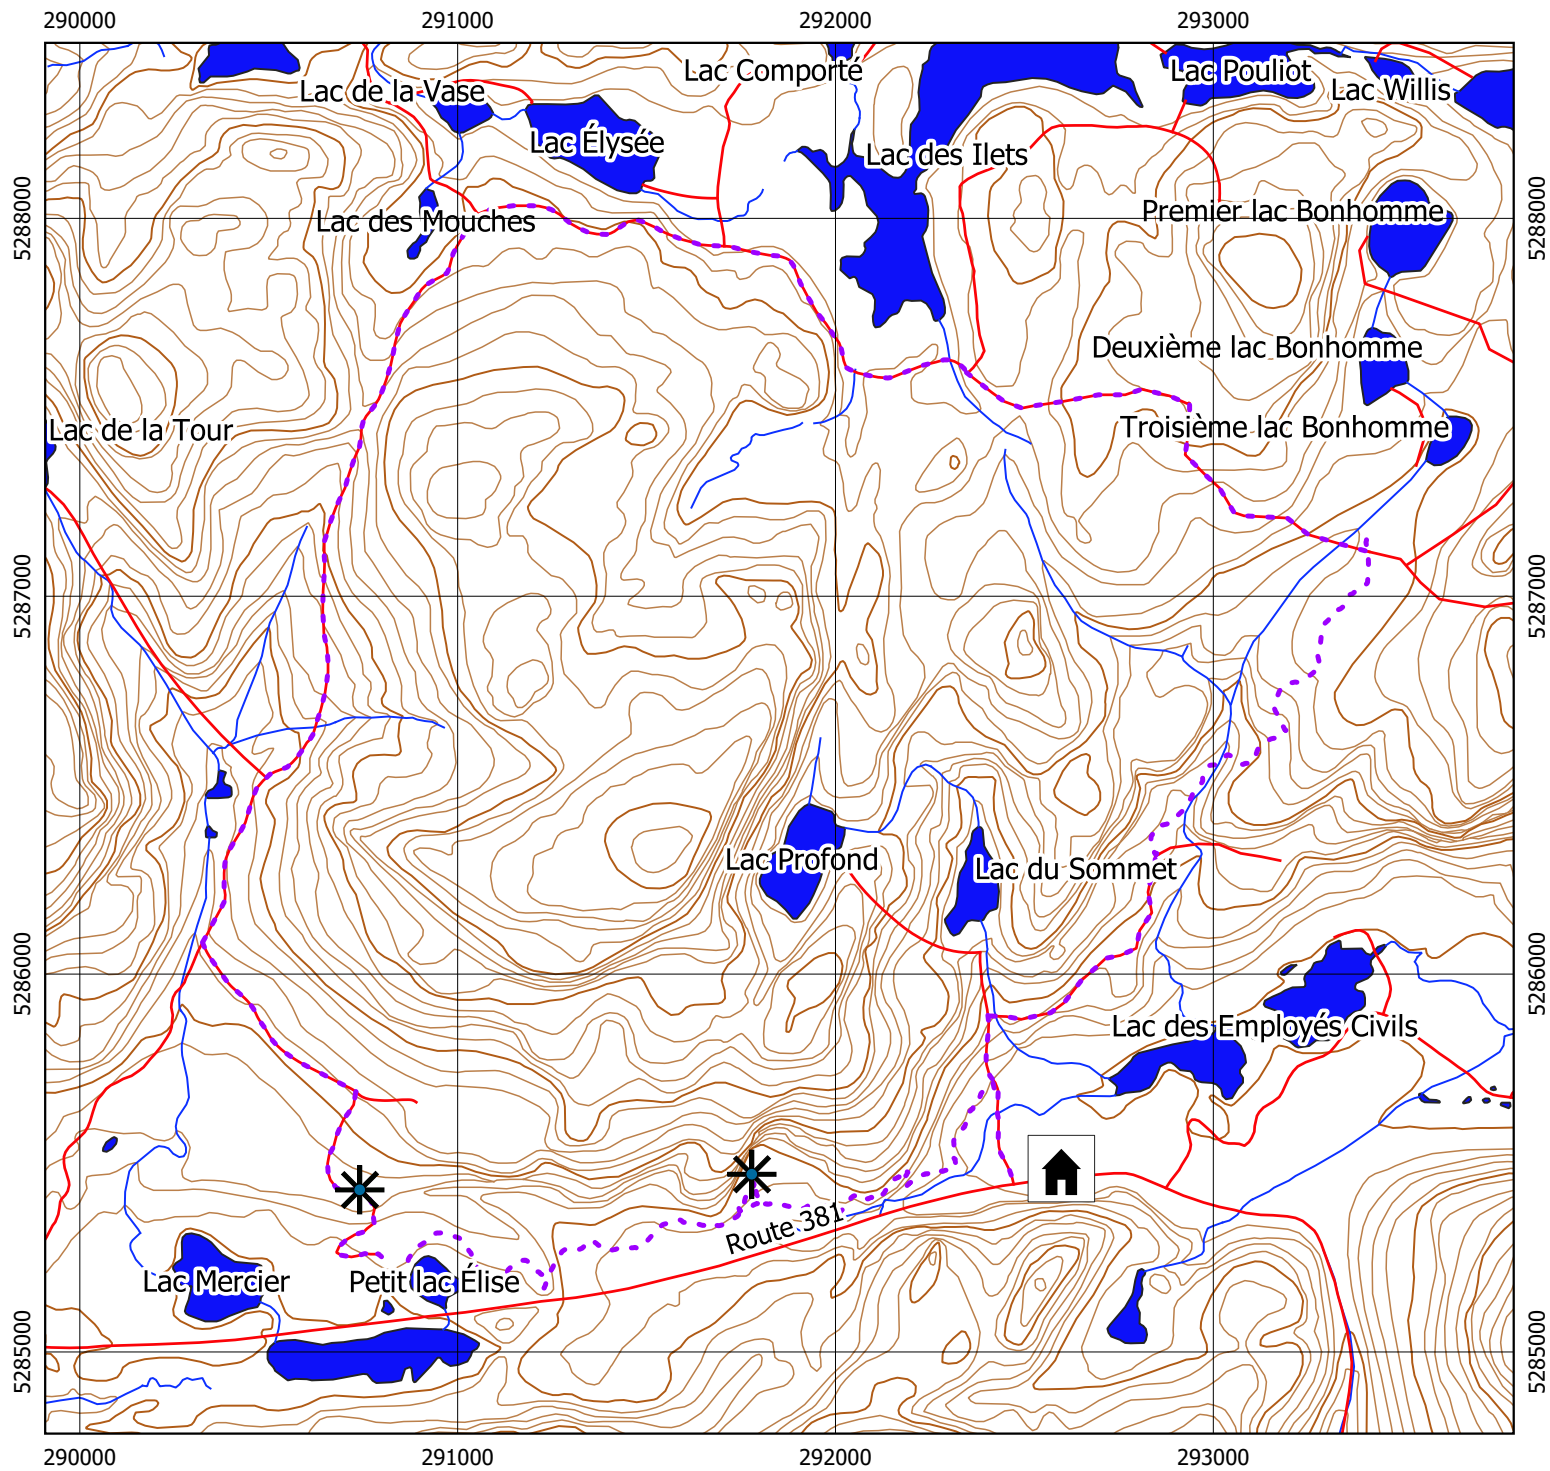 290000 291000 292000 293000
Lac Comporté
Lac Pouliot
Lac de la Vase
Lac Willis
Lac Élysée
Lac des Ilets
5288000
5288000
Premier lac Bonhomme
Lac des Mouches
Deuxième lac Bonhomme
Lac de la Tour
Troisième lac Bonhomme
5287000
5287000
Lac Profond
Lac du Sommet
5286000
5286000
Lac des Employés Civils
Route 381
Lac Mercier
Petit lac Élise
5285000
5285000
290000 291000 292000 293000